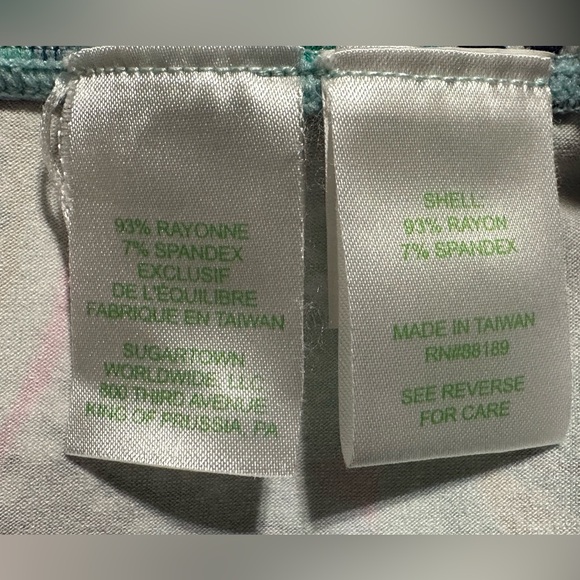 93% RAYONNE
7% SPANDEX
EXCLUSIF
DE L'ÉQUILIBRE
FABRIQUE EN TAIWAN
SUGARTOWN
WORLDWIDE, LLC
800 THIRD AVENUE
KING OF PRUSSIA, PA
SHELL:
93% RAYON
7% SPANDEX
MADE IN TAIWAN
RN#88189
SEE REVERSE
FOR CARE